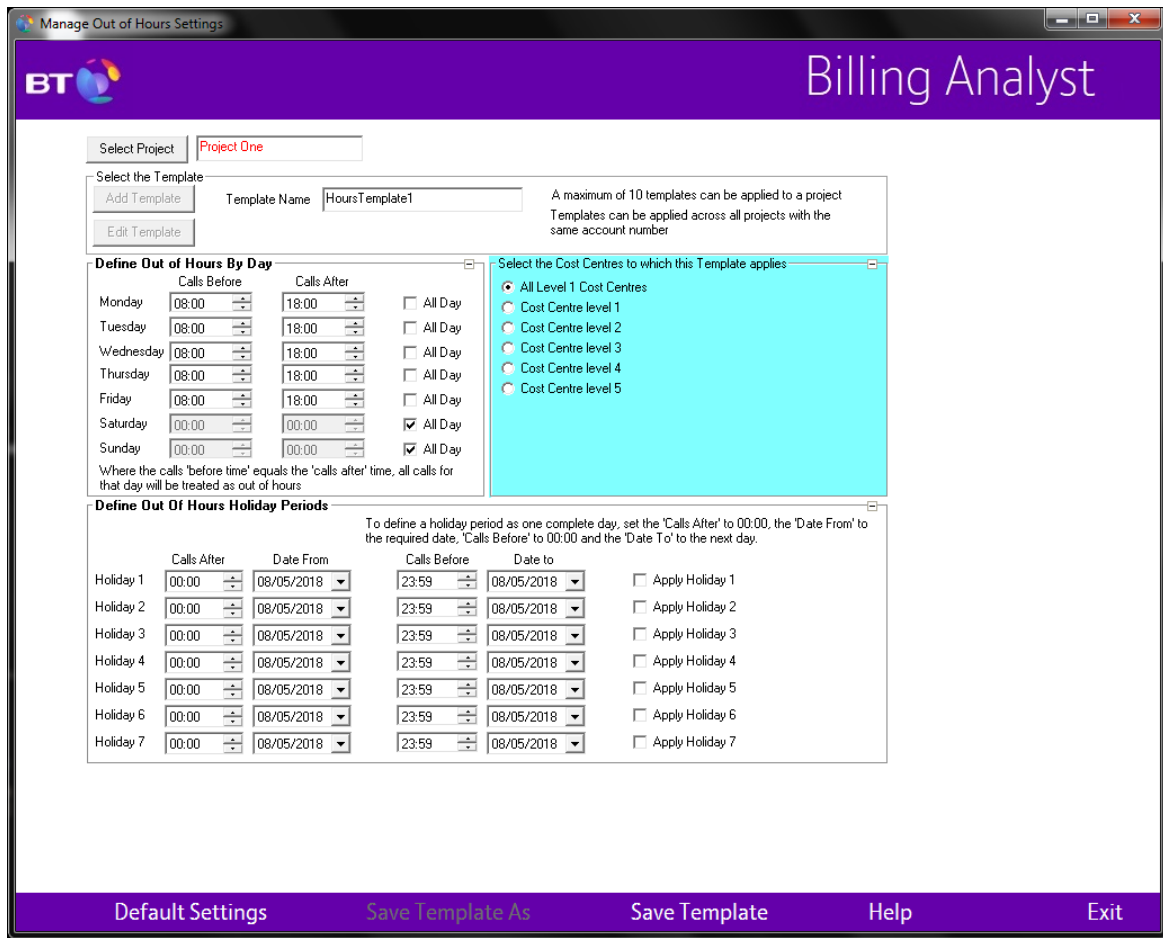 Manage Out of Hours Settings
BT
Billing Analyst
Select Project Project One
Select the Template
Add Template Template Name HoursTemplate1 A maximum of 10 templates can be applied to a project
Templates can be applied across all projects with the
same account number
Edit Template
Define Out of Hours By Day
Calls Before Calls After
Monday 08:00 18:00 All Day
Tuesday 08:00 18:00 All Day
Wednesday 08:00 18:00 All Day
Thursday 08:00 18:00 All Day
Friday 08:00 18:00 All Day
Saturday 00:00 00:00 All Day
Sunday 00:00 00:00 All Day
Where the calls 'before time' equals the 'calls after' time, all calls for
that day will be treated as out of hours
Select the Cost Centres to which this Template applies
All Level 1 Cost Centres
Cost Centre level 1
Cost Centre level 2
Cost Centre level 3
Cost Centre level 4
Cost Centre level 5
Define Out Of Hours Holiday Periods
To define a holiday period as one complete day, set the 'Calls After' to 00:00, the 'Date From' to
the required date, 'Calls Before' to 00:00 and the 'Date To' to the next day.
Calls After Date From Calls Before Date to
Holiday 1 00:00 08/05/2018 23:59 08/05/2018 Apply Holiday 1
Holiday 2 00:00 08/05/2018 23:59 08/05/2018 Apply Holiday 2
Holiday 3 00:00 08/05/2018 23:59 08/05/2018 Apply Holiday 3
Holiday 4 00:00 08/05/2018 23:59 08/05/2018 Apply Holiday 4
Holiday 5 00:00 08/05/2018 23:59 08/05/2018 Apply Holiday 5
Holiday 6 00:00 08/05/2018 23:59 08/05/2018 Apply Holiday 6
Holiday 7 00:00 08/05/2018 23:59 08/05/2018 Apply Holiday 7
Default Settings Save Template As Save Template Help Exit